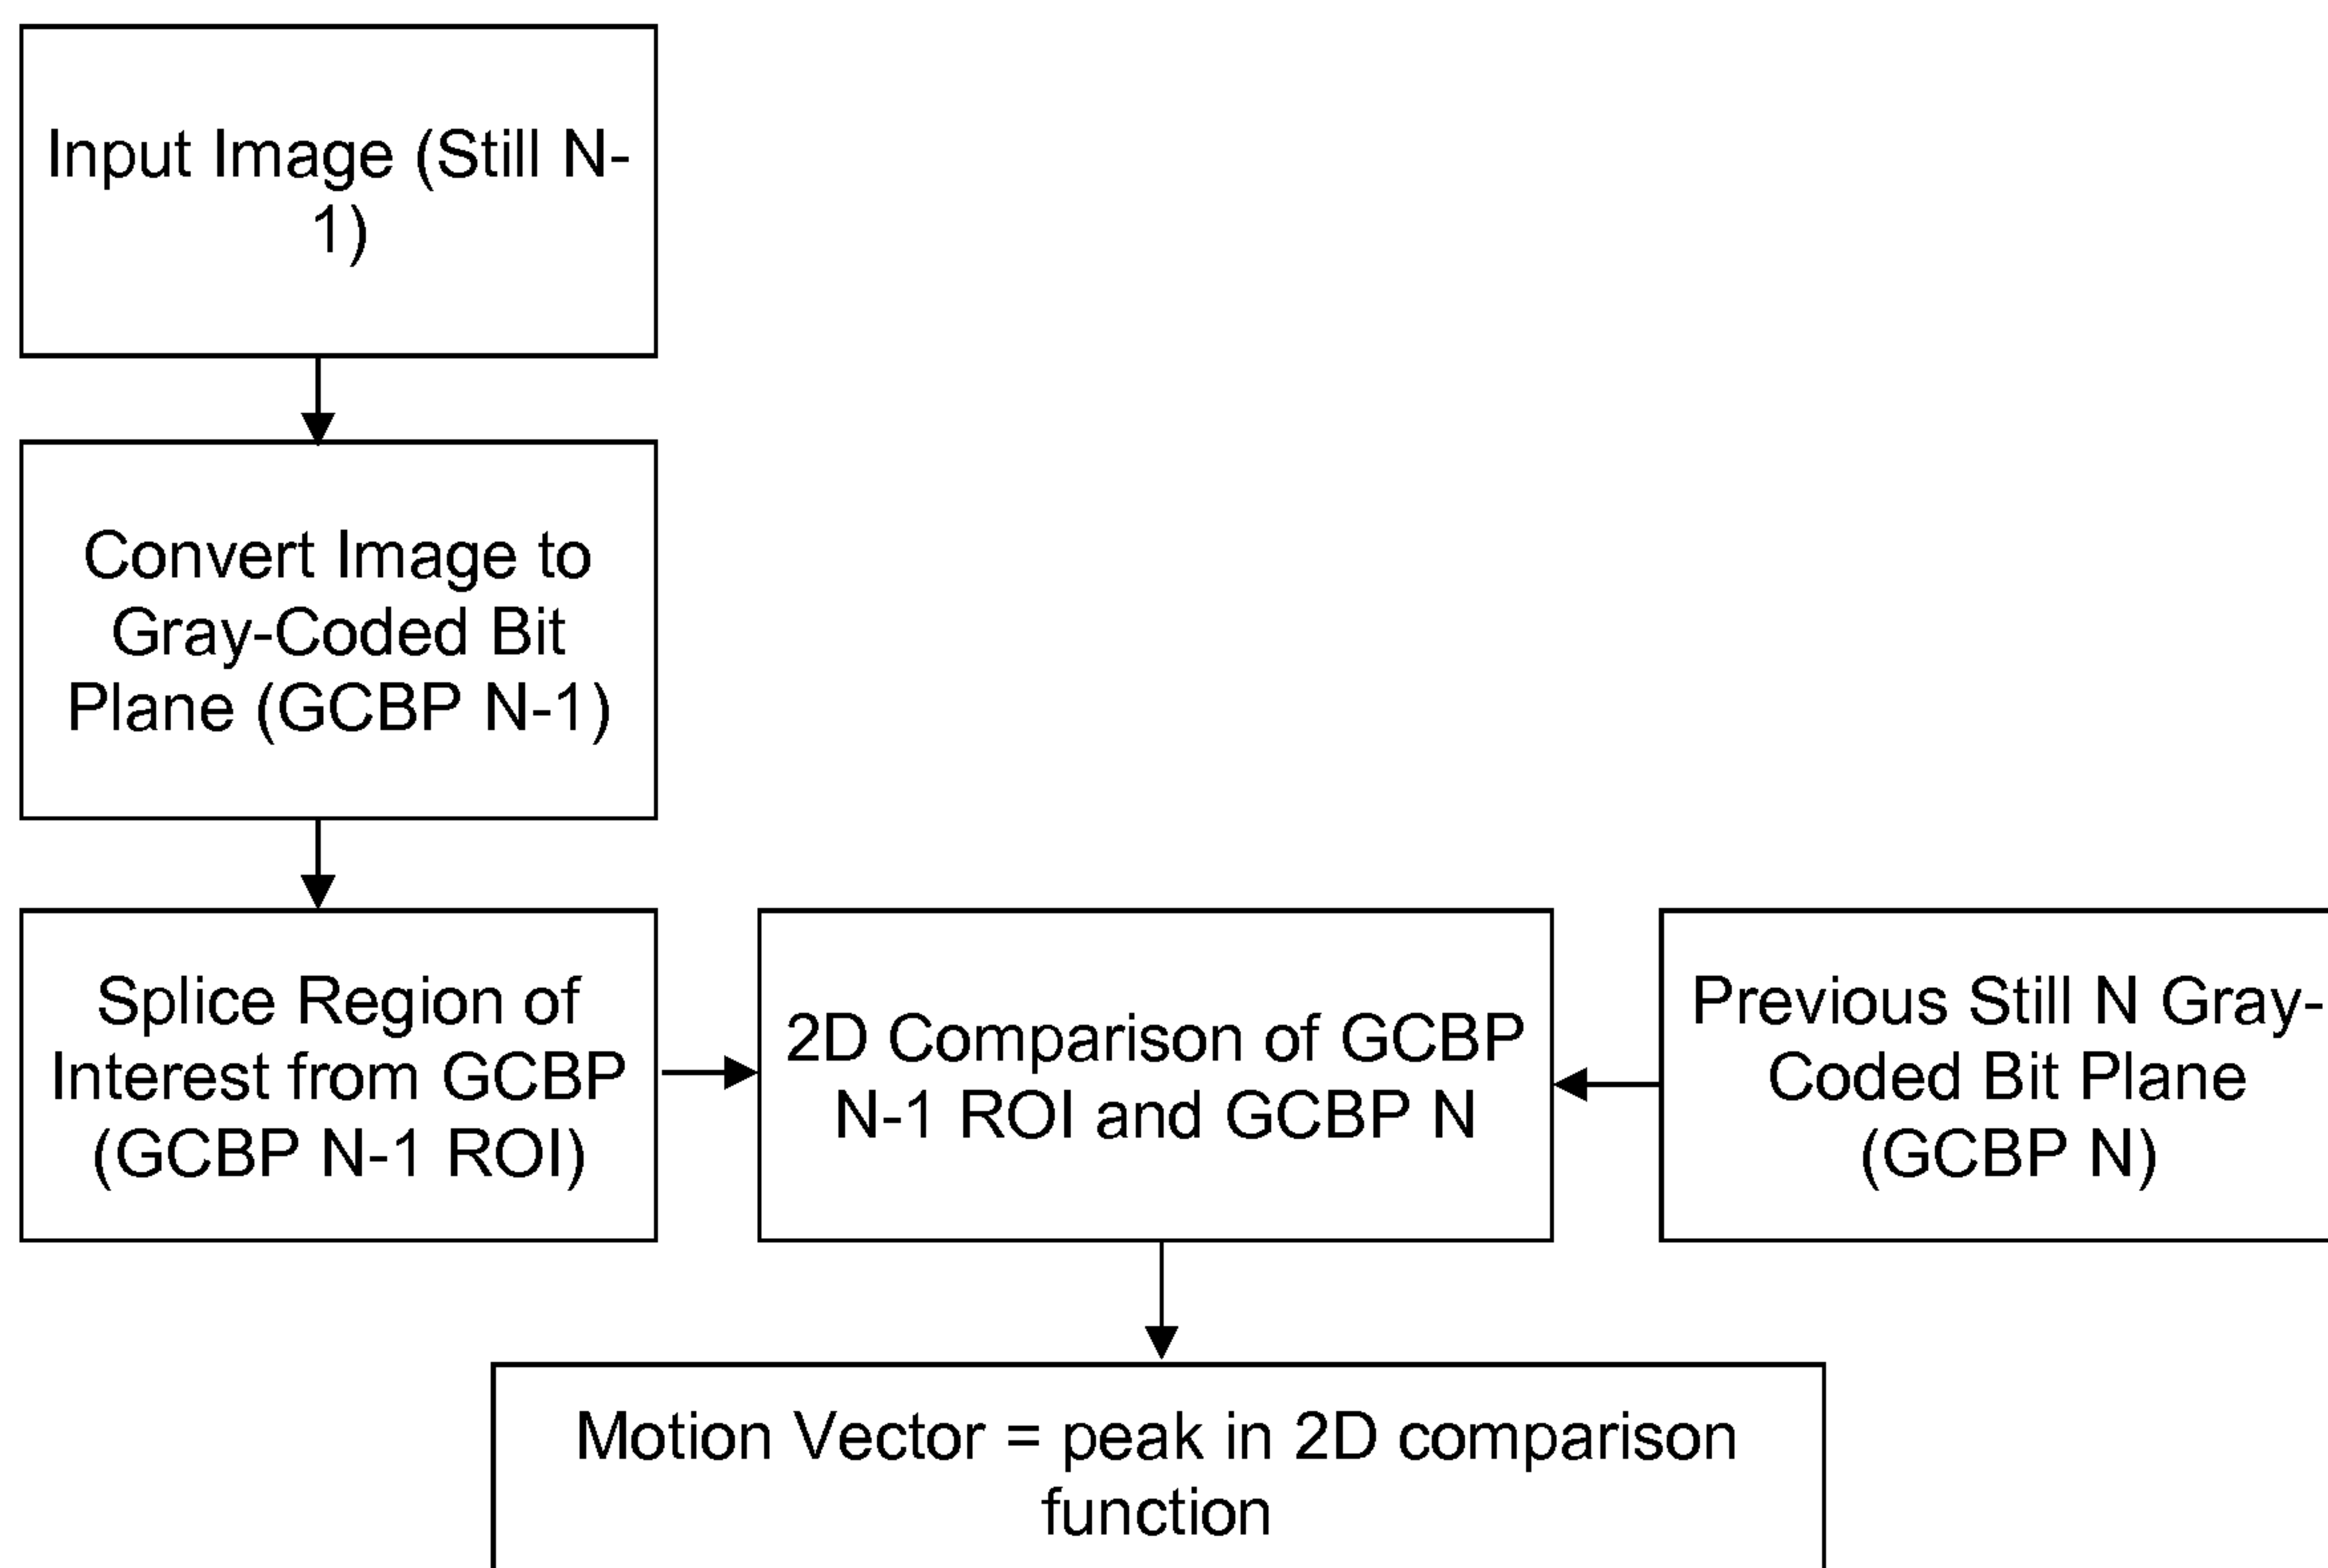 Input Image (Still N-
1)
Convert Image to
Gray-Coded Bit
Plane (GCBP N-1)
Splice Region of
Interest from GCBP
(GCBP N-1 ROI)
2D Comparison of GCBP
N-1 ROI and GCBP N
Previous Still N Gray-
Coded Bit Plane
(GCBP N)
Motion Vector = peak in 2D comparison
function